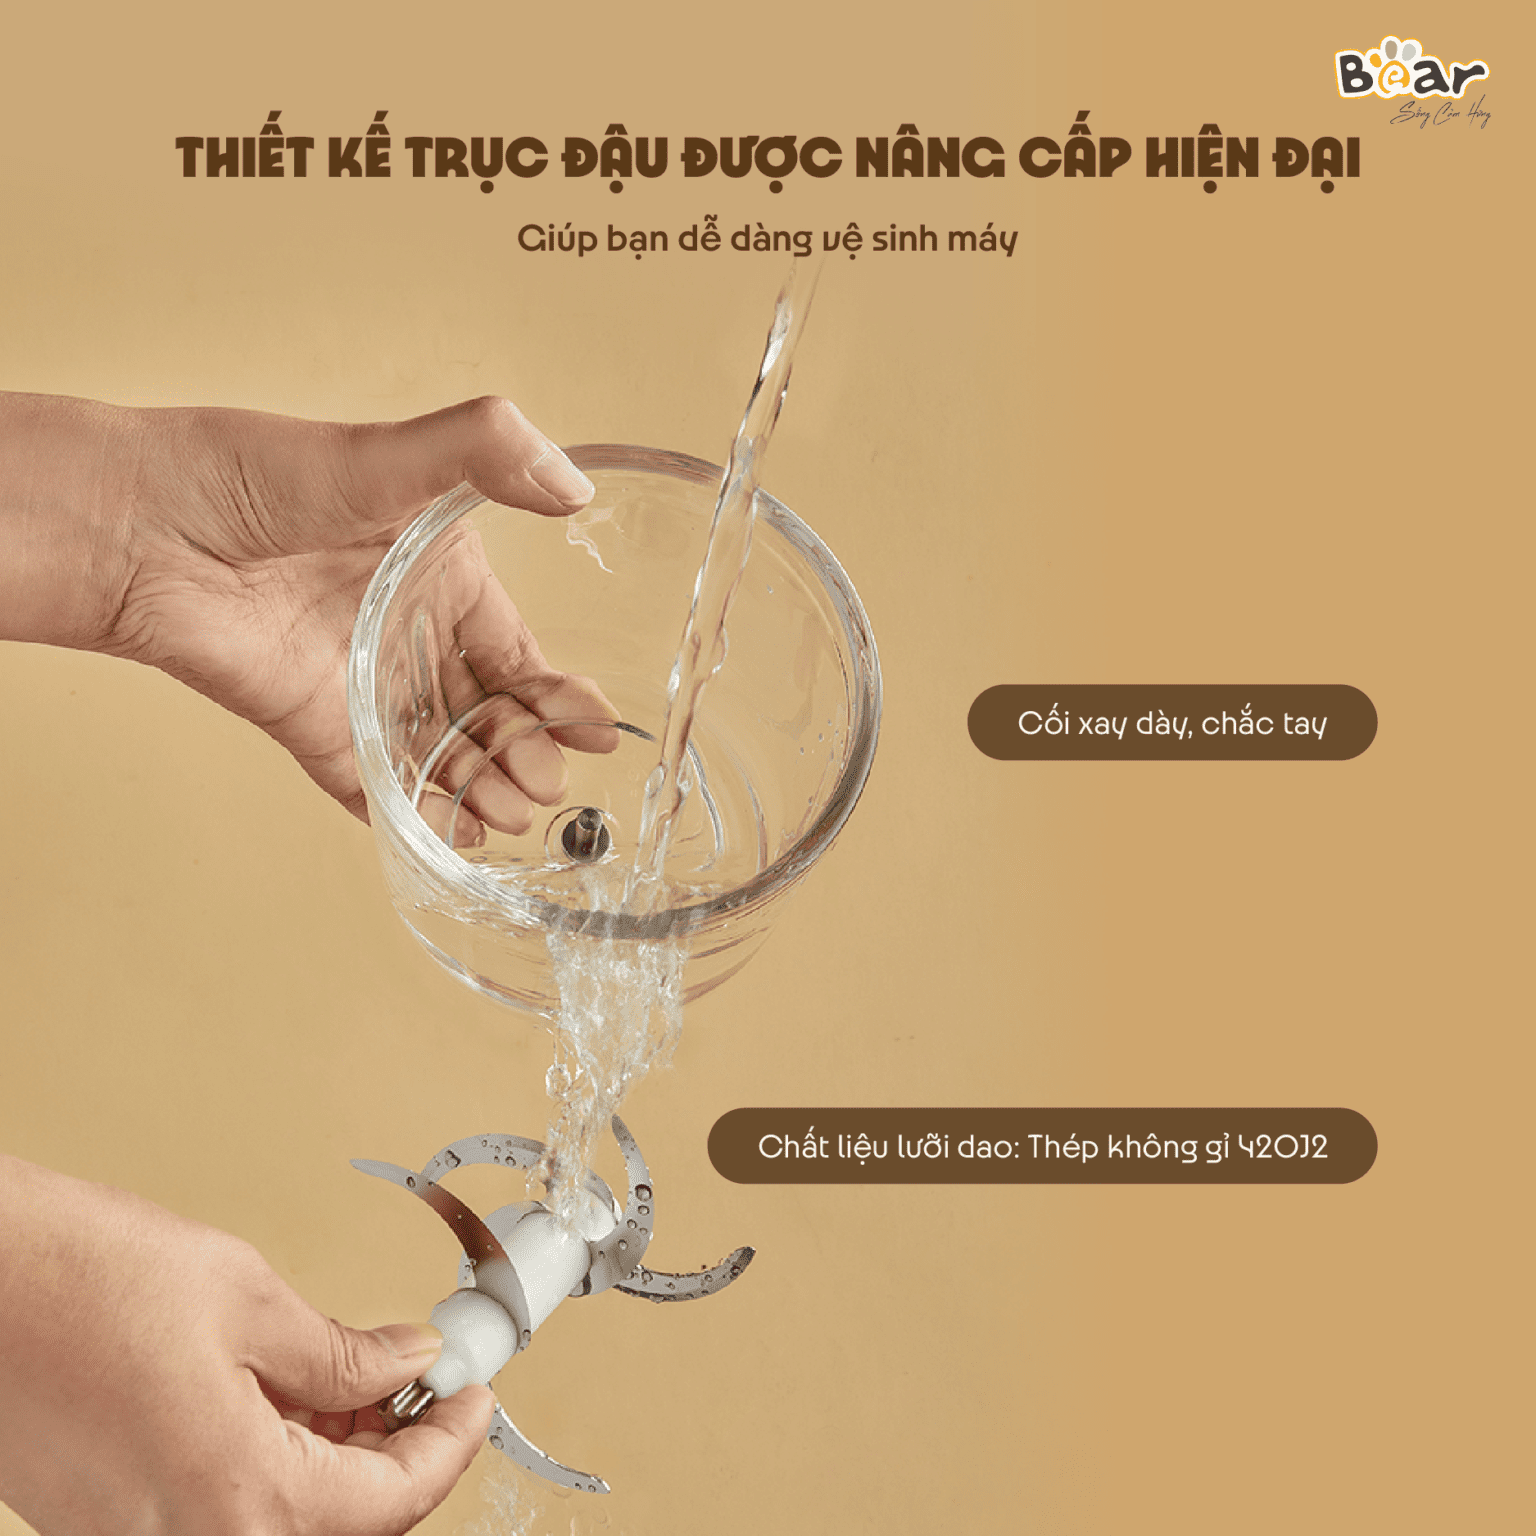 Bear
Sống Cảm Hứng
THIẾT KẾ TRỤC ĐẬU ĐƯỢC NÂNG CẤP HIỆN ĐẠI
Giúp bạn dễ dàng vệ sinh máy
Cối xay dày, chắc tay
Chất liệu lưỡi dao: Thép không gỉ 420J2